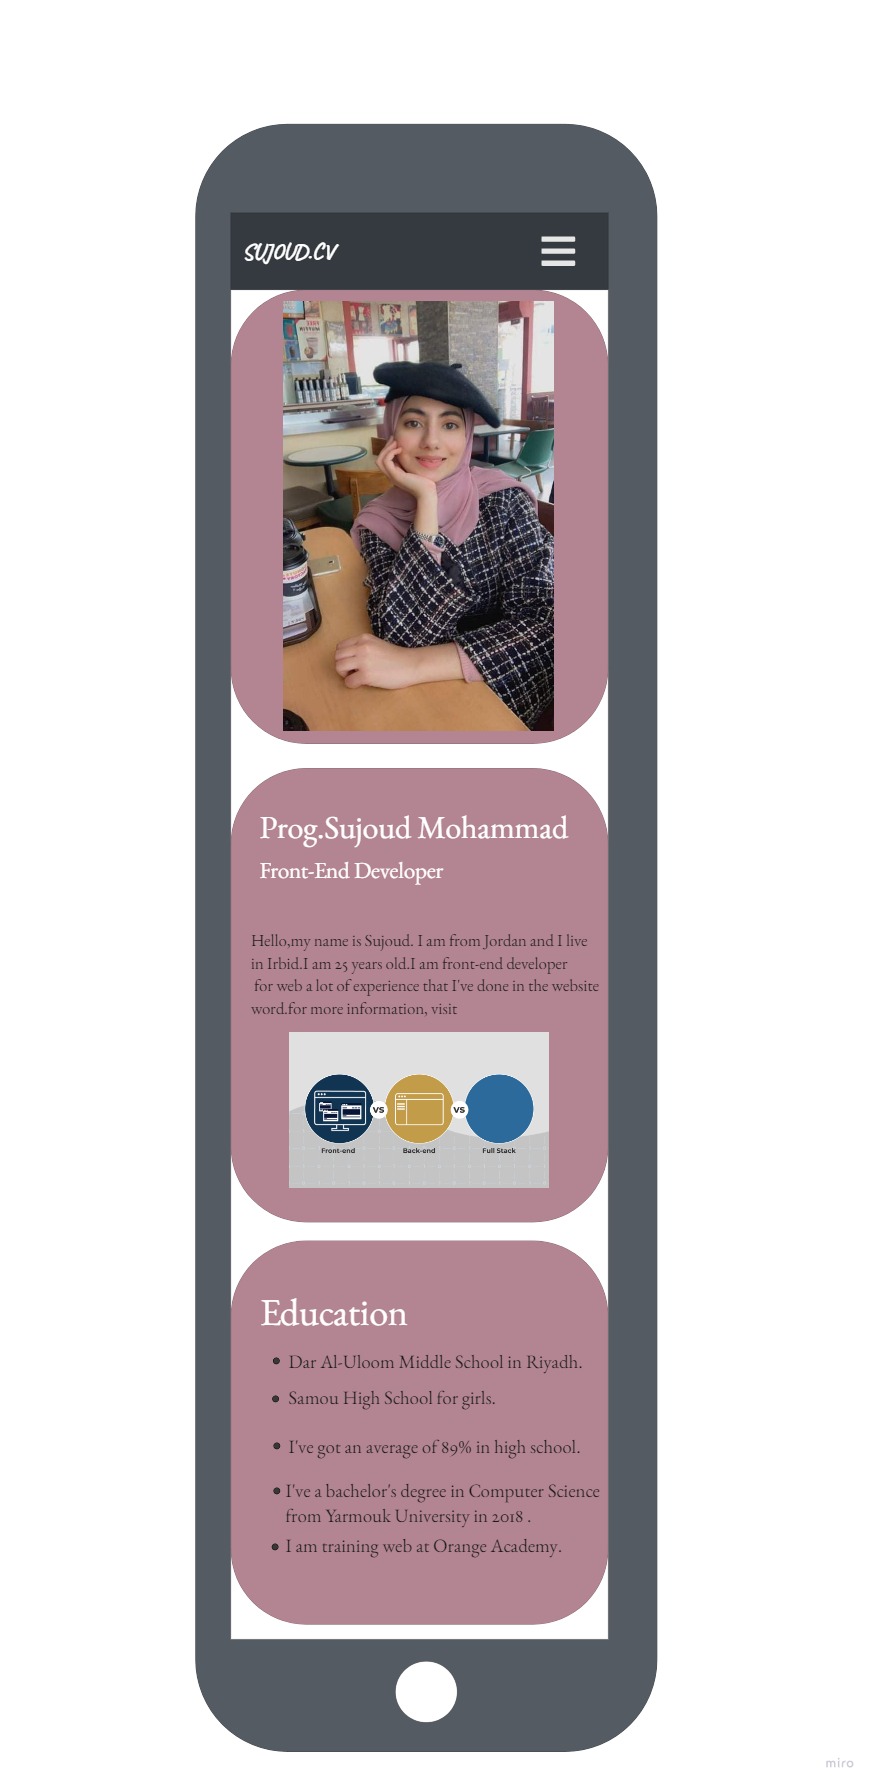 SUJOUD.CV
Prog.Sujoud Mohammad
Front-End Developer
Hello,my name is Sujoud. I am from Jordan and I live
in Irbid.I am 25 years old.I am front-end developer
for web a lot of experience that I've done in the website
word.for more information, visit
VS
VS
Front-end
Back-end
Full Stack
Education
Dar Al-Uloom Middle School in Riyadh.
Samou High School for girls.
I've got an average of 89% in high school.
I've a bachelor's degree in Computer Science
from Yarmouk University in 2018 .
I am training web at Orange Academy.
miro